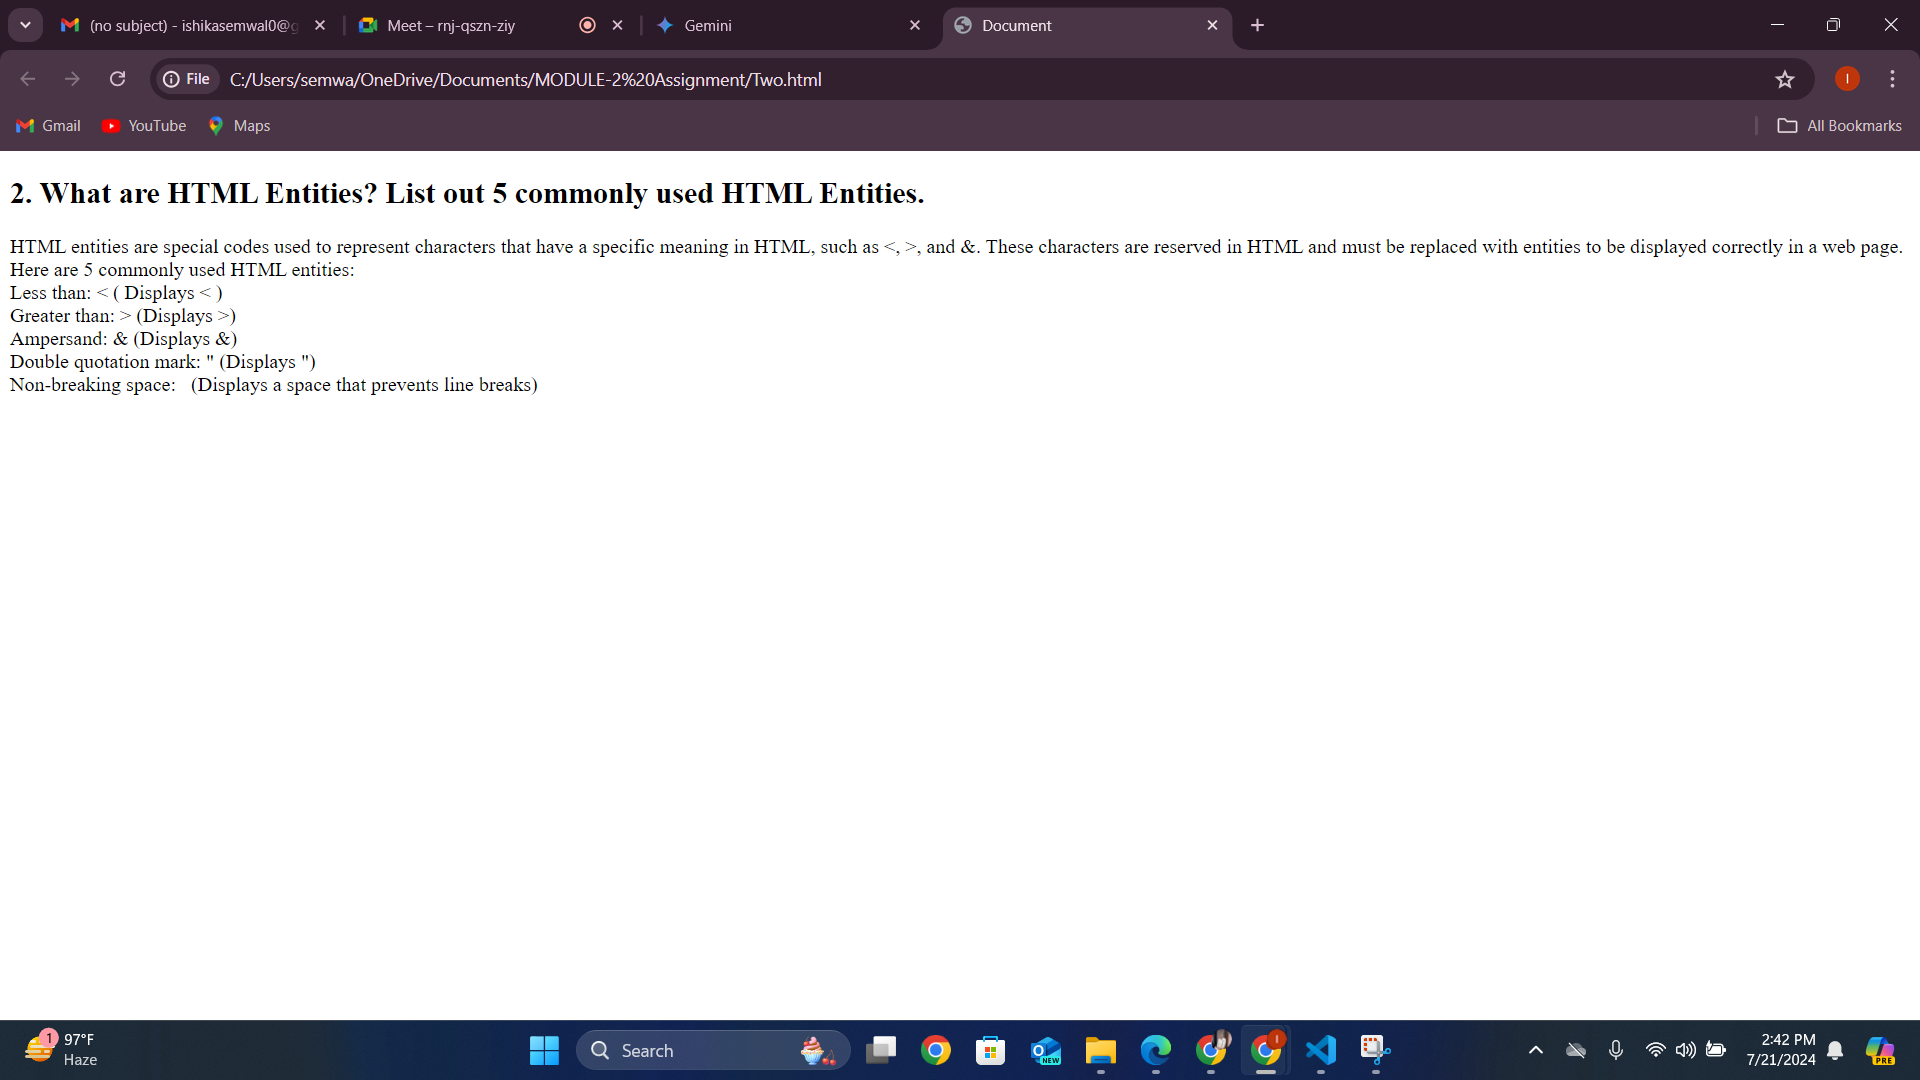 (no subject) - ishikasemwal0@g
Meet – rnj-qszn-ziy
Gemini
Document
File
C:/Users/semwa/OneDrive/Documents/MODULE-2%20Assignment/Two.html
I
Gmail
YouTube
Maps
All Bookmarks
2. What are HTML Entities? List out 5 commonly used HTML Entities.
HTML entities are special codes used to represent characters that have a specific meaning in HTML, such as <, >, and &. These characters are reserved in HTML and must be replaced with entities to be displayed correctly in a web page.
Here are 5 commonly used HTML entities:
Less than: < ( Displays < )
Greater than: > (Displays >)
Ampersand: & (Displays &)
Double quotation mark: " (Displays ")
Non-breaking space:   (Displays a space that prevents line breaks)
1
97°F
Haze
Search
NEW
I
2:42 PM
7/21/2024
PRE